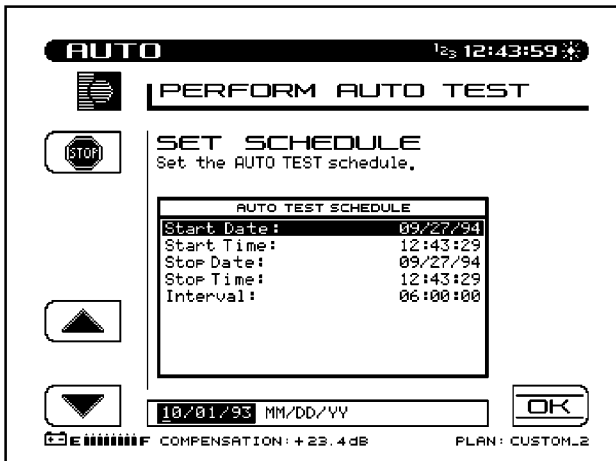 AUTO 123 12:43:59
PERFORM AUTO TEST
STOP
SET SCHEDULE
Set the AUTO TEST schedule.
AUTO TEST SCHEDULE
Start Date: 09/27/94
Start Time: 12:43:29
Stop Date: 09/27/94
Stop Time: 12:43:29
Interval: 06:00:00
10/01/93 MM/DD/YY
OK
E F COMPENSATION:+23.4dB PLAN: CUSTOM_2